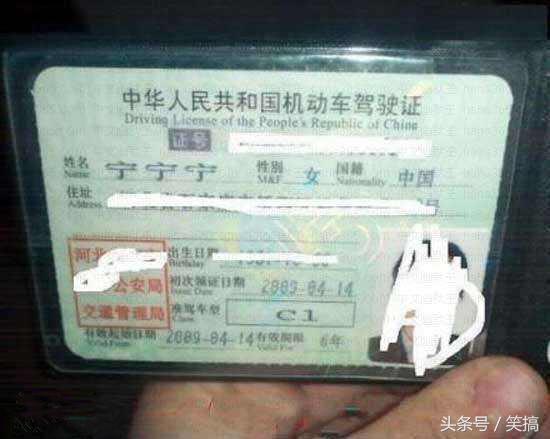 中华人民共和国机动车驾驶证
Driving License of the People's Republic of China
证号
姓名 宁宁宁 性别 女 国籍 中国
Name M&F Nationality
住址 号
Address
河北
公安局
交通管理局
出生日期
Birthday
初次领证日期 2009-04-14
Issue Date
准驾车型 C1
Class
有效起始日期 2009-04-14 有效期限 6年
Valid From Valid For
头条号 / 笑搞